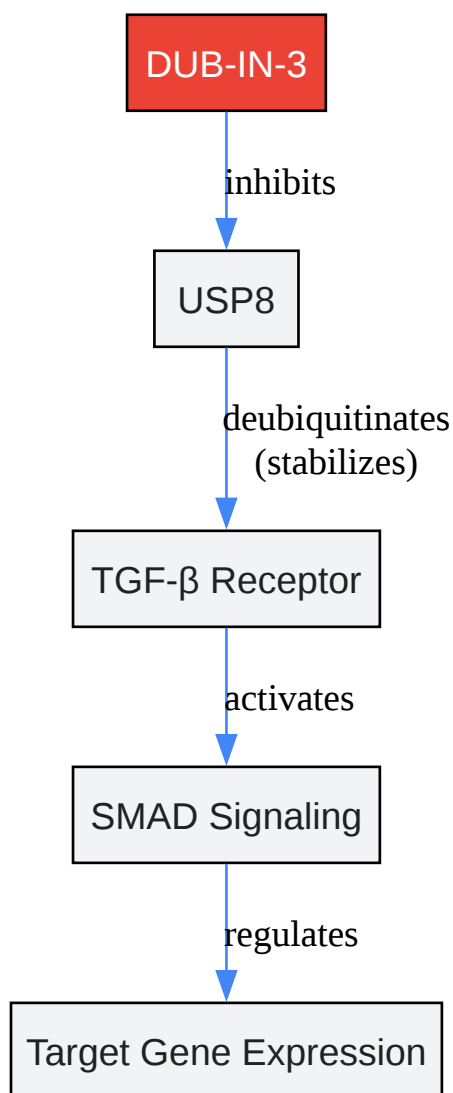 DUB-IN-3
inhibits
USP8
deubiquitinates
(stabilizes)
TGF-β Receptor
activates
SMAD Signaling
regulates
Target Gene Expression